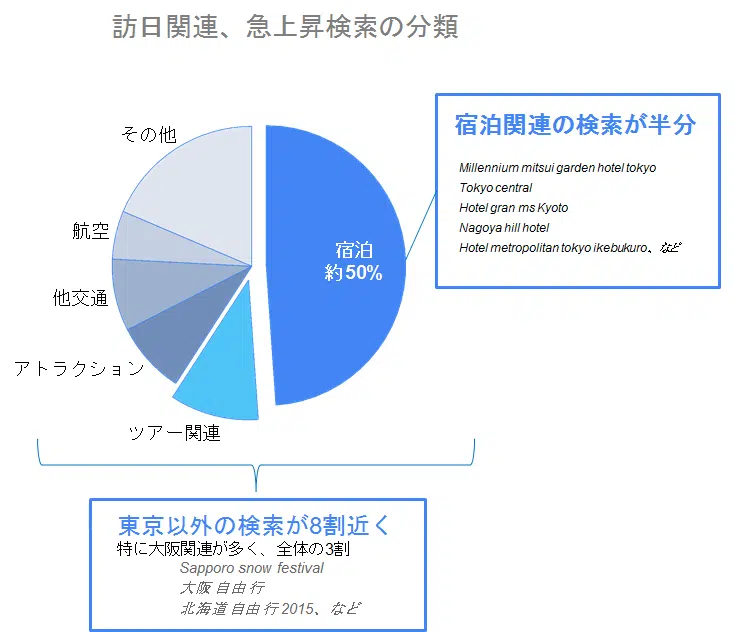 訪日関連、急上昇検索の分類
宿泊関連の検索が半分
Millennium mitsui garden hotel tokyo
Tokyo central
Hotel gran ms Kyoto
Nagoya hill hotel
Hotel metropolitan tokyo ikebukuro、など
その他
航空
他交通
アトラクション
ツアー関連
宿泊
約50%
東京以外の検索が8割近く
特に大阪関連が多く、全体の3割
Sapporo snow festival
大阪 自由 行
北海道 自由 行 2015、など